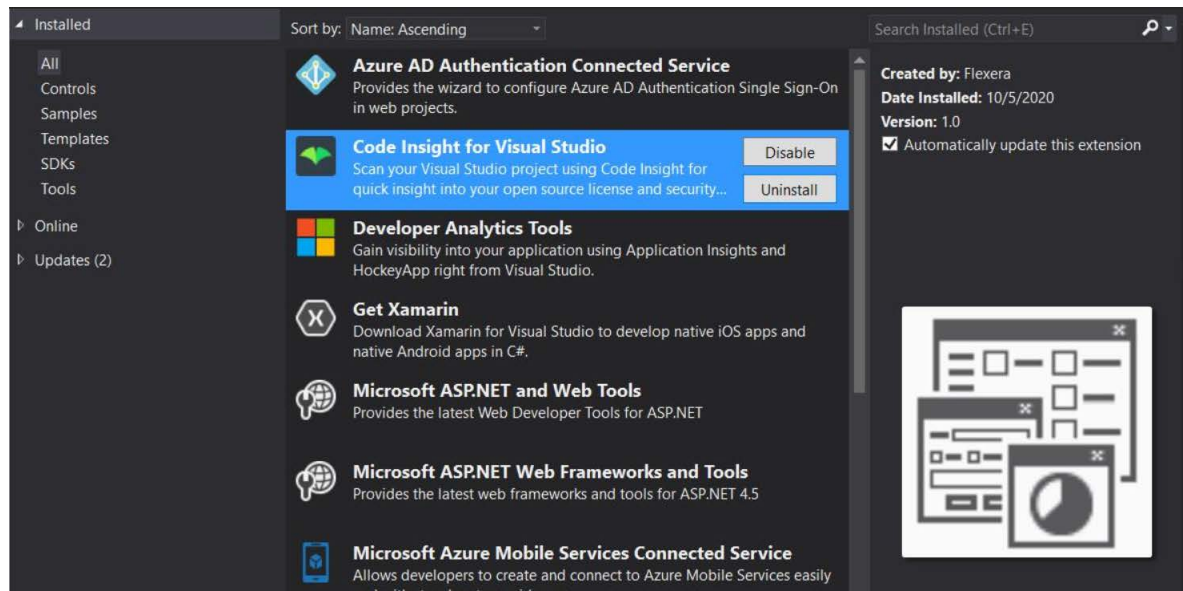 Installed
All
Controls
Samples
Templates
SDKs
Tools
Online
Updates (2)
Sort by: Name: Ascending
Azure AD Authentication Connected Service
Provides the wizard to configure Azure AD Authentication Single Sign-On
in web projects.
Code Insight for Visual Studio
Scan your Visual Studio project using Code Insight for
quick insight into your open source license and security...
Disable
Uninstall
Developer Analytics Tools
Gain visibility into your application using Application Insights and
HockeyApp right from Visual Studio.
Get Xamarin
Download Xamarin for Visual Studio to develop native iOS apps and
native Android apps in C#.
Microsoft ASP.NET and Web Tools
Provides the latest Web Developer Tools for ASP.NET
Microsoft ASP.NET Web Frameworks and Tools
Provides the latest web frameworks and tools for ASP.NET 4.5
Microsoft Azure Mobile Services Connected Service
Allows developers to create and connect to Azure Mobile Services easily
Search Installed (Ctrl+E)
Created by: Flexera
Date Installed: 10/5/2020
Version: 1.0
Automatically update this extension